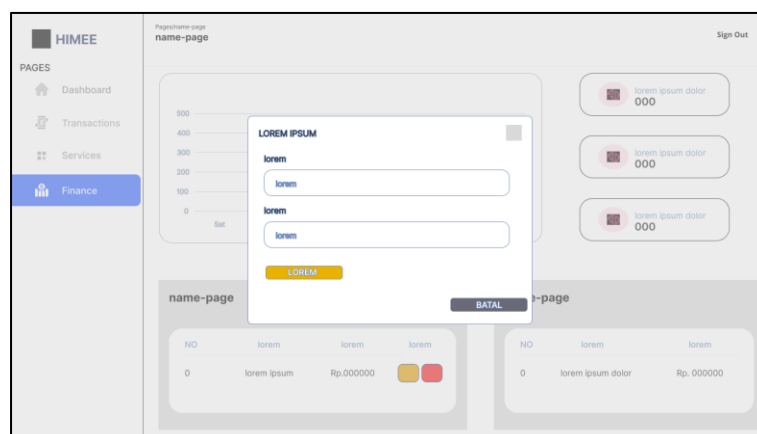 HIMEE
PAGES
Dashboard
Transactions
Services
Finance
Pages/name-page
name-page
Sign Out
500
400
300
200
100
0
Sat
lorem ipsum dolor
000
lorem ipsum dolor
000
lorem ipsum dolor
000
LOREM IPSUM
lorem
lorem
lorem
lorem
LOREM
BATAL
name-page
NO lorem lorem lorem
0 lorem ipsum Rp.000000
e-page
NO lorem lorem
0 lorem ipsum dolor Rp. 000000